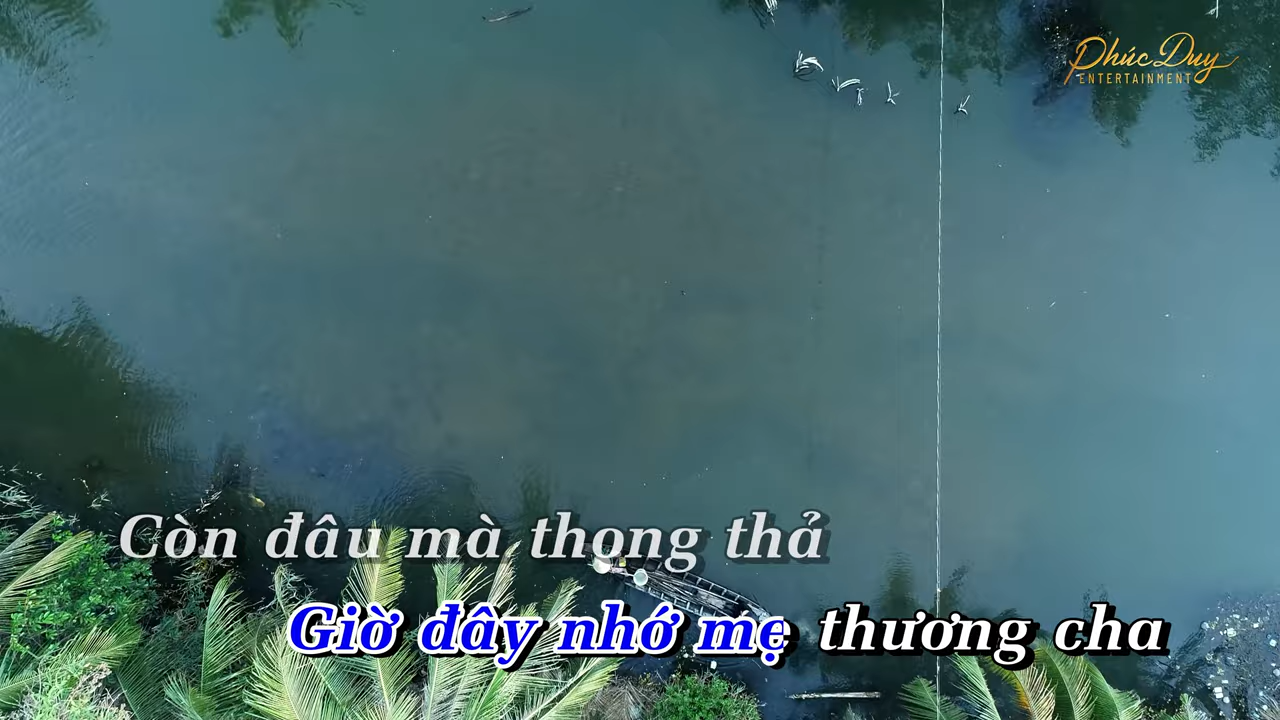 Phúc Duy
ENTERTAINMENT
Còn đâu mà thong thả
Giờ đây nhớ mẹ thương cha